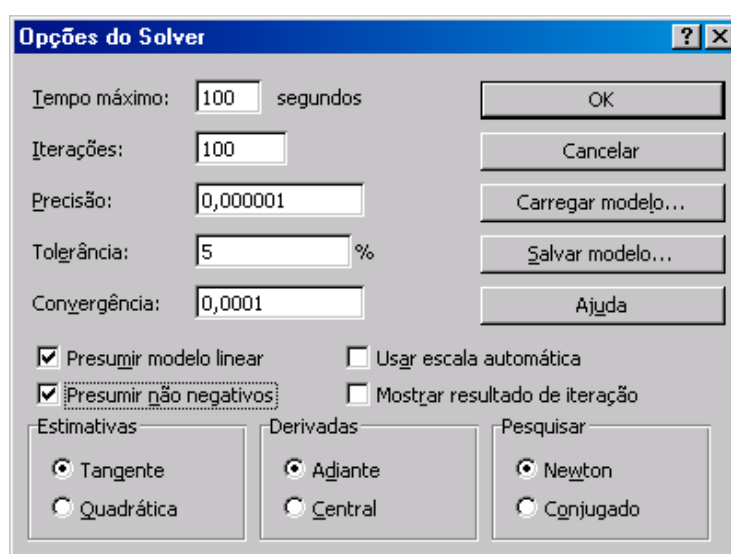 Opções do Solver
Tempo máximo: 100 segundos OK
Iterações: 100 Cancelar
Precisão: 0,000001 Carregar modelo...
Tolerância: 5 % Salvar modelo...
Convergência: 0,0001 Ajuda
Presumir modelo linear Usar escala automática
Presumir não negativos Mostrar resultado de iteração
Estimativas Derivadas Pesquisar
Tangente Adiante Newton
Quadrática Central Conjugado